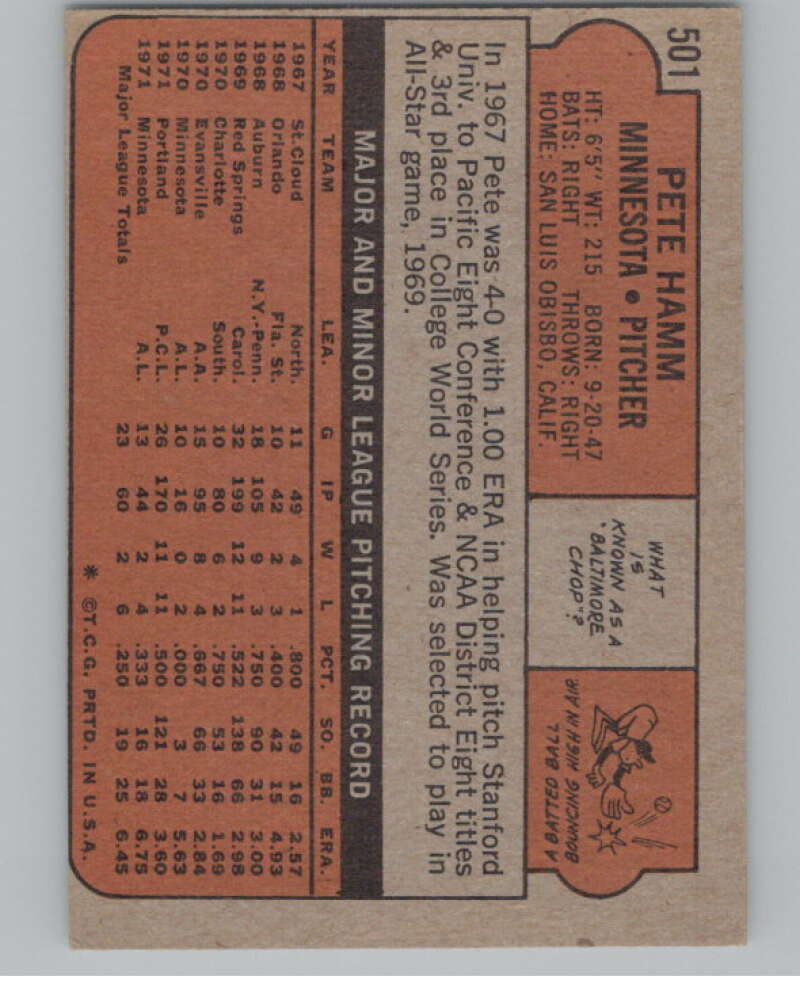 501
PETE HAMM
MINNESOTA • PITCHER
HT: 6'5" WT: 215 BORN: 9-20-47
BATS: RIGHT THROWS: RIGHT
HOME: SAN LUIS OBISBO, CALIF.
WHAT
IS
KNOWN AS A
"BALTIMORE
CHOP"?
A BATTED BALL
BOUNCING HIGH IN AIR
In 1967 Pete was 4-0 with 1.00 ERA in helping pitch Stanford
Univ. to Pacific Eight Conference & NCAA District Eight titles
& 3rd place in College World Series. Was selected to play in
All-Star game, 1969.
MAJOR AND MINOR LEAGUE PITCHING RECORD
YEAR TEAM LEA. G IP W L PCT. SO. BB. ERA.
1967 St.Cloud North. 11 49 4 1 .800 49 16 2.57
1968 Orlando Fla. St. 10 42 2 3 .400 42 15 4.93
1968 Auburn N.Y.-Penn. 18 105 9 3 .750 90 31 3.00
1969 Red Springs Carol. 32 199 12 11 .522 138 66 2.98
1970 Charlotte South. 10 80 6 2 .750 53 16 1.69
1970 Evansville A.A. 15 95 8 4 .667 66 33 2.84
1970 Minnesota A.L. 10 16 0 2 .000 3 7 5.63
1971 Portland P.C.L. 26 170 11 11 .500 121 28 3.60
1971 Minnesota A.L. 13 44 2 4 .333 16 18 6.75
Major League Totals 23 60 2 6 .250 19 25 6.45
* ©T.C.G. PRTD. IN U.S.A.